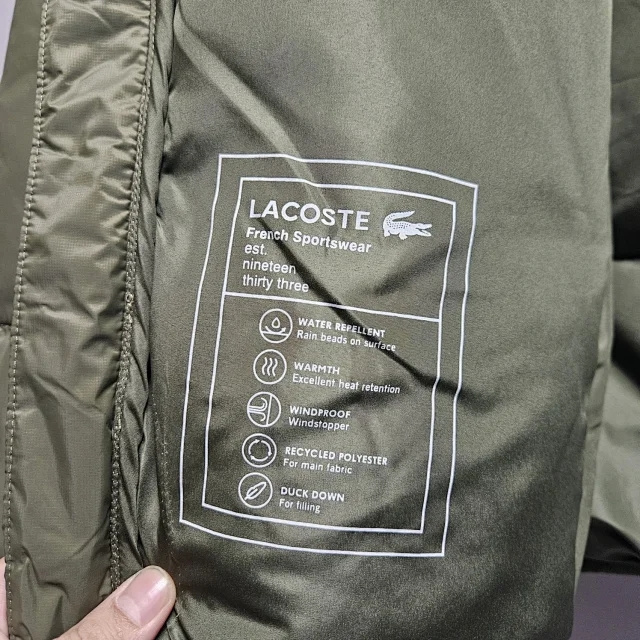 LACOSTE
French Sportswear
est.
nineteen
thirty three
WATER REPELLENT
Rain beads on surface
WARMTH
Excellent heat retention
WINDPROOF
Windstopper
RECYCLED POLYESTER
For main fabric
DUCK DOWN
For filling